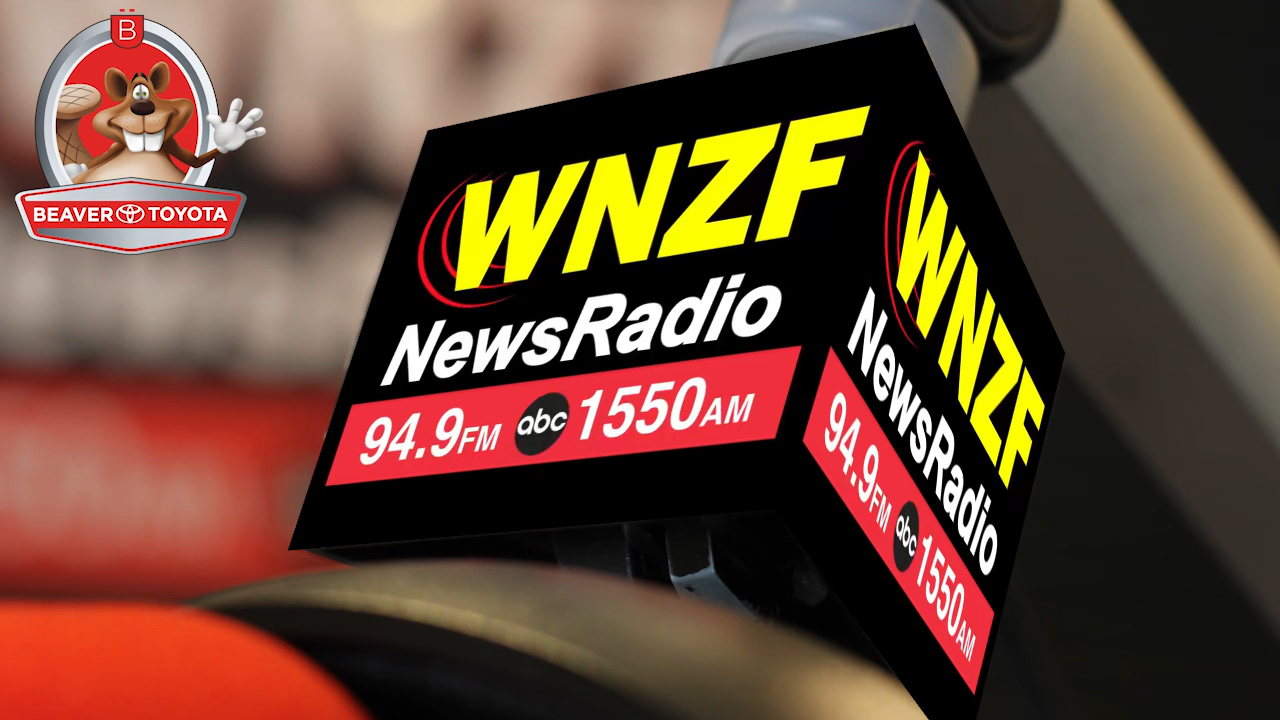 B̈
BEAVER TOYOTA
WNZF
NewsRadio
94.9FM abc 1550AM
WNZF
NewsRadio
94.9FM abc 1550AM